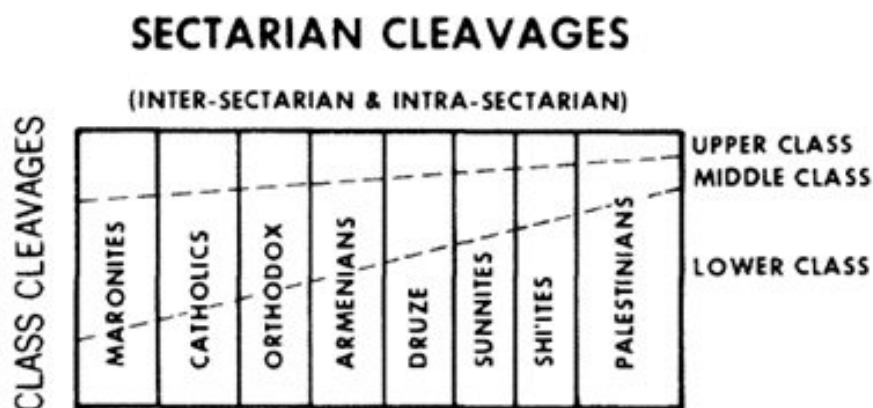 SECTARIAN CLEAVAGES
(INTER-SECTARIAN & INTRA-SECTARIAN)
CLASS CLEAVAGES
MARONITES
CATHOLICS
ORTHODOX
ARMENIANS
DRUZE
SUNNITES
SHI'ITES
PALESTINIANS
UPPER CLASS
MIDDLE CLASS
LOWER CLASS